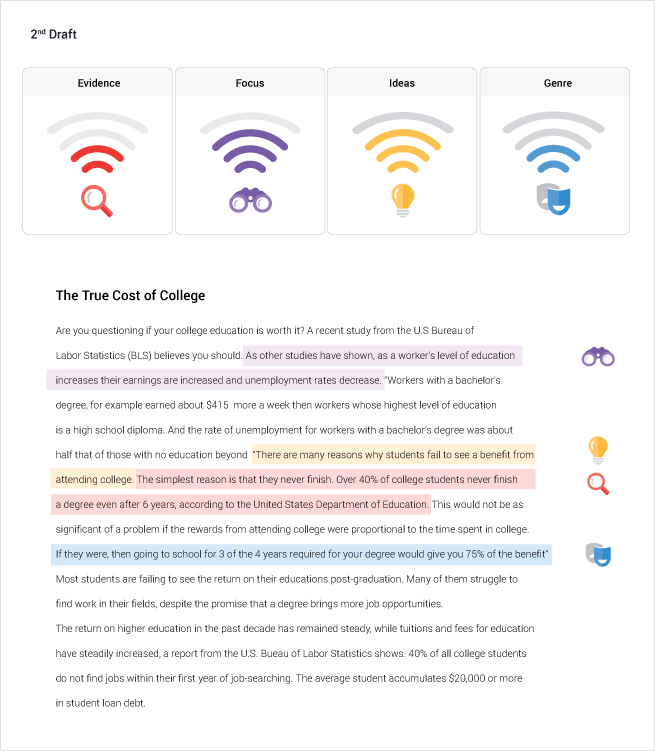 2nd Draft
Evidence
Focus
Ideas
Genre
The True Cost of College
Are you questioning if your college education is worth it? A recent study from the U.S Bureau of
Labor Statistics (BLS) believes you should. As other studies have shown, as a worker's level of education
increases their earnings are increased and unemployment rates decrease. "Workers with a bachelor's
degree, for example earned about $415 more a week then workers whose highest level of education
is a high school diploma. And the rate of unemployment for workers with a bachelor's degree was about
half that of those with no education beyond "There are many reasons why students fail to see a benefit from
attending college. The simplest reason is that they never finish. Over 40% of college students never finish
a degree even after 6 years, according to the United States Department of Education. This would not be as
significant of a problem if the rewards from attending college were proportional to the time spent in college.
If they were, then going to school for 3 of the 4 years required for your degree would give you 75% of the benefit"
Most students are failing to see the return on their educations post-graduation. Many of them struggle to
find work in their fields, despite the promise that a degree brings more job opportunities.
The return on higher education in the past decade has remained steady, while tuitions and fees for education
have steadily increased, a report from the U.S. Bueau of Labor Statistics shows. 40% of all college students
do not find jobs within their first year of job-searching. The average student accumulates $20,000 or more
in student loan debt.